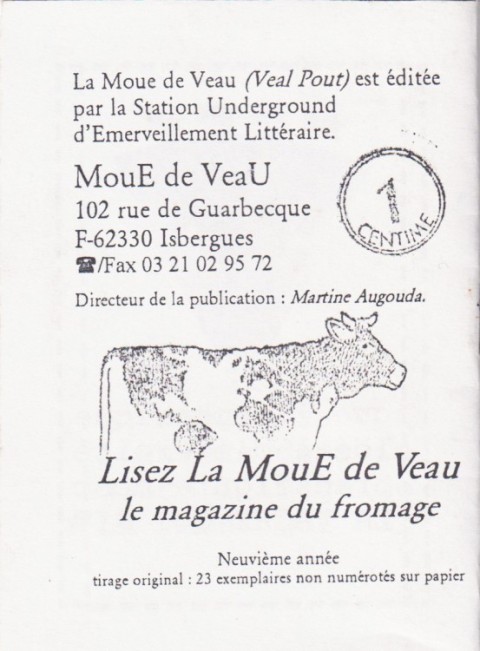 La Moue de Veau (Veal Pout) est éditée
par la Station Underground
d'Emerveillement Littéraire.
MouE de VeaU
102 rue de Guarbecque
F-62330 Isbergues
☎/Fax 03 21 02 95 72
1
CENTIME
Directeur de la publication : Martine Augouda.
Lisez La MouE de Veau
le magazine du fromage
Neuvième année
tirage original : 23 exemplaires non numérotés sur papier